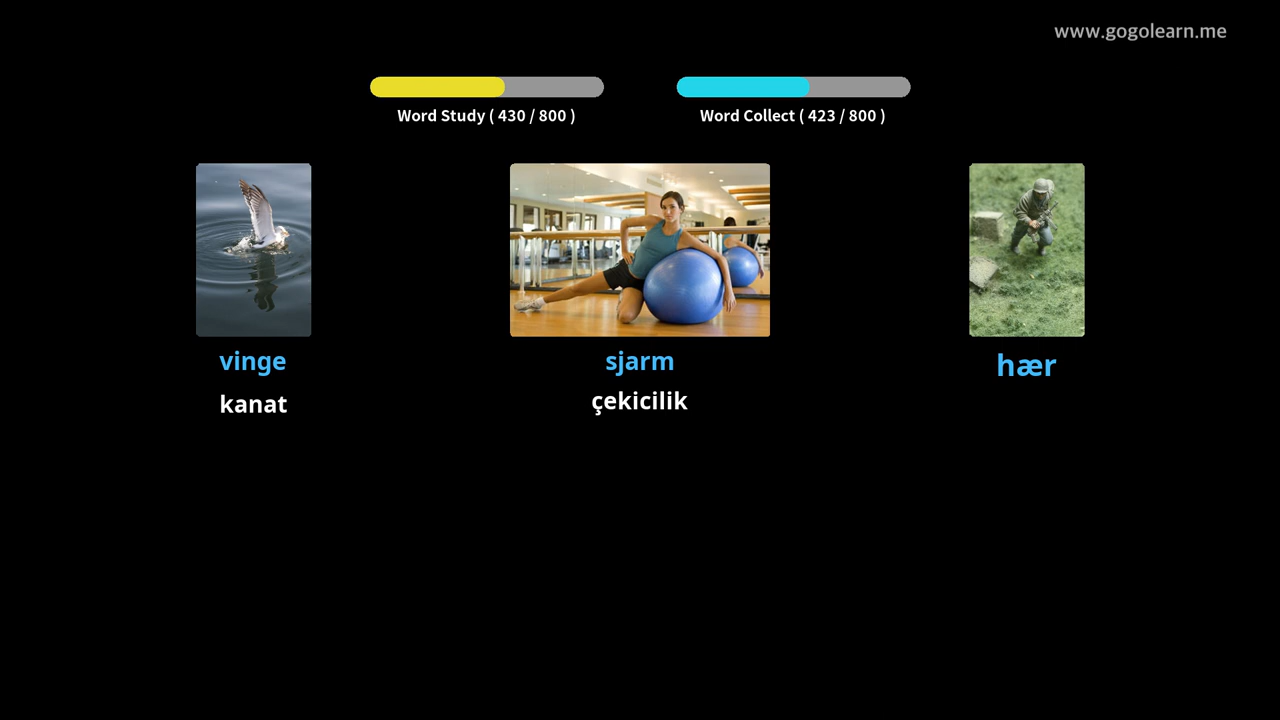 www.gogolearn.me
Word Study ( 430 / 800 )
Word Collect ( 423 / 800 )
vinge
sjarm
hær
kanat
çekicilik